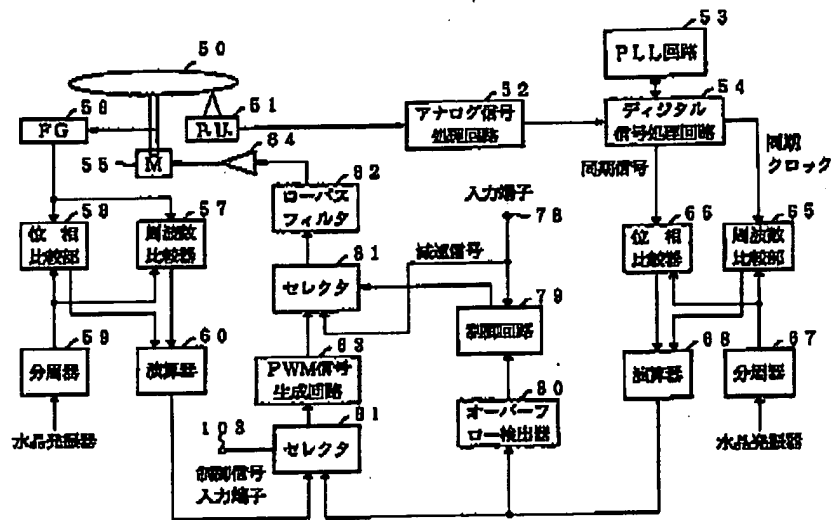 50
53
PLL回路
56
FG
51
P.U.
52
アナログ信号
処理回路
54
ディジタル
信号処理回路
55
M
同期信号
同期
クロック
ローパス
フィルタ
入力端子
78
58
位 相
比較部
57
周波数
比較器
減速信号
66
位 相
比較器
65
周波数
比較部
81
セレクタ
79
制御回路
59
分周器
60
演算器
63
PWM信号
生成回路
80
オーバーフ
ロー検出器
68
演算器
67
分周器
水晶発振器
103
制御信号
入力端子
セレクタ
水晶発振器